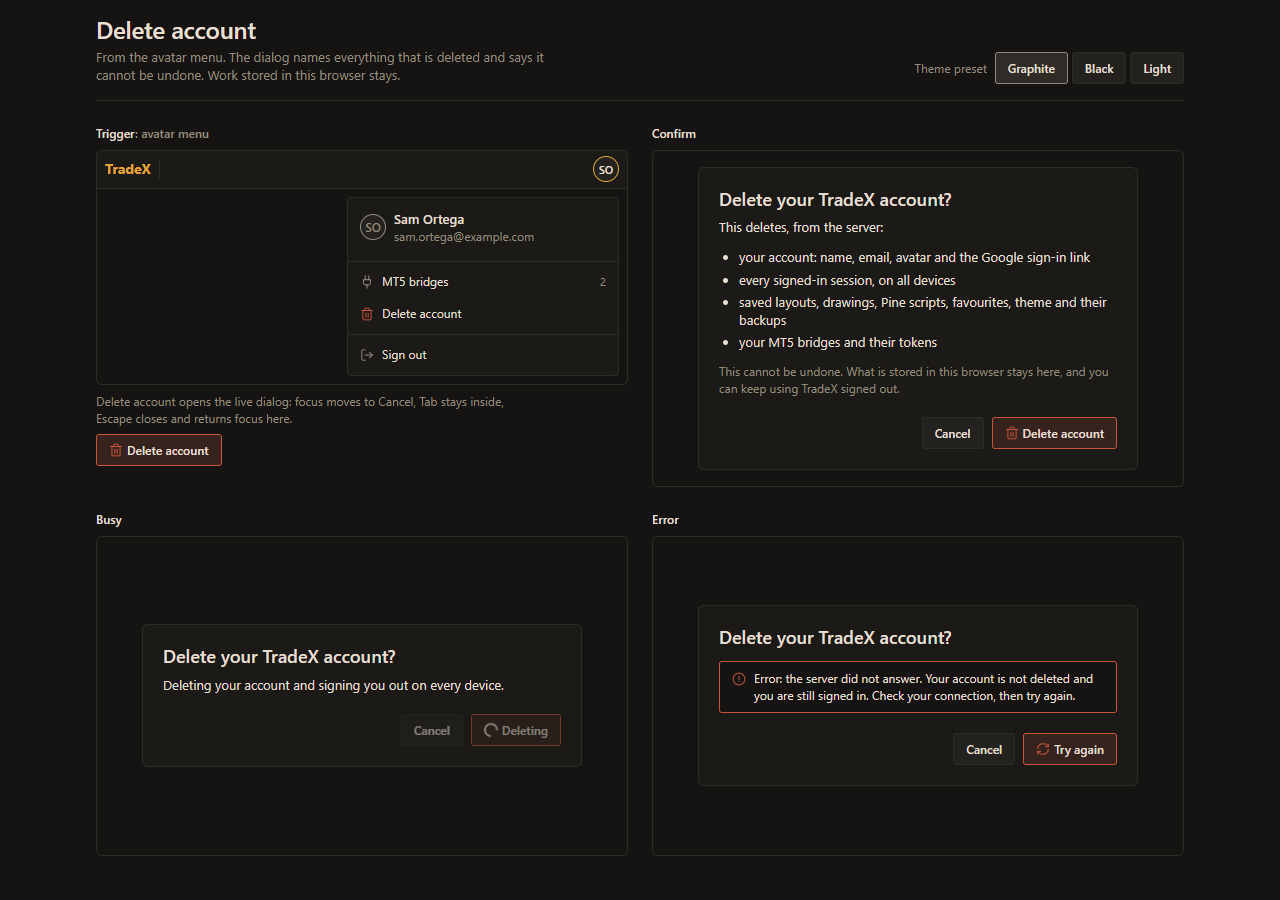 Delete account
From the avatar menu. The dialog names everything that is deleted and says it
cannot be undone. Work stored in this browser stays.
Theme preset
Graphite
Black
Light
Trigger: avatar menu
TradeX
SO
SO
Sam Ortega
sam.ortega@example.com
MT5 bridges
2
Delete account
Sign out
Delete account opens the live dialog: focus moves to Cancel, Tab stays inside,
Escape closes and returns focus here.
Delete account
Confirm
Delete your TradeX account?
This deletes, from the server:
your account: name, email, avatar and the Google sign-in link
every signed-in session, on all devices
saved layouts, drawings, Pine scripts, favourites, theme and their
backups
your MT5 bridges and their tokens
This cannot be undone. What is stored in this browser stays here, and you
can keep using TradeX signed out.
Cancel
Delete account
Busy
Delete your TradeX account?
Deleting your account and signing you out on every device.
Cancel
Deleting
Error
Delete your TradeX account?
Error: the server did not answer. Your account is not deleted and
you are still signed in. Check your connection, then try again.
Cancel
Try again